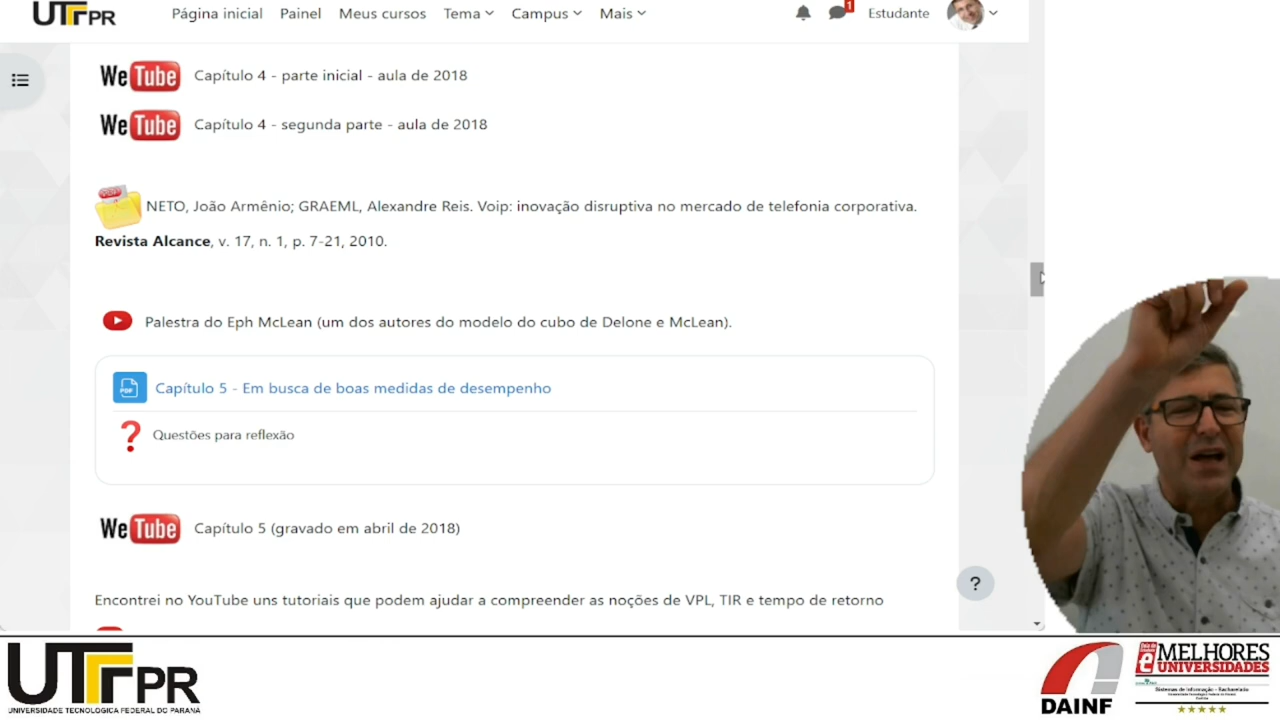 UTFPR
Página inicial Painel Meus cursos Tema Campus Mais 1 Estudante
WeTube Capítulo 4 - parte inicial - aula de 2018
WeTube Capítulo 4 - segunda parte - aula de 2018
NETO, João Armênio; GRAEML, Alexandre Reis. Voip: inovação disruptiva no mercado de telefonia corporativa.
Revista Alcance, v. 17, n. 1, p. 7-21, 2010.
Palestra do Eph McLean (um dos autores do modelo do cubo de Delone e McLean).
PDF Capítulo 5 - Em busca de boas medidas de desempenho
? Questões para reflexão
WeTube Capítulo 5 (gravado em abril de 2018)
?
Encontrei no YouTube uns tutoriais que podem ajudar a compreender as noções de VPL, TIR e tempo de retorno
UTFPR
UNIVERSIDADE TECNOLÓGICA FEDERAL DO PARANÁ
DAINF
MELHORES
UNIVERSIDADES
Sistemas de Informação - Bacharelado